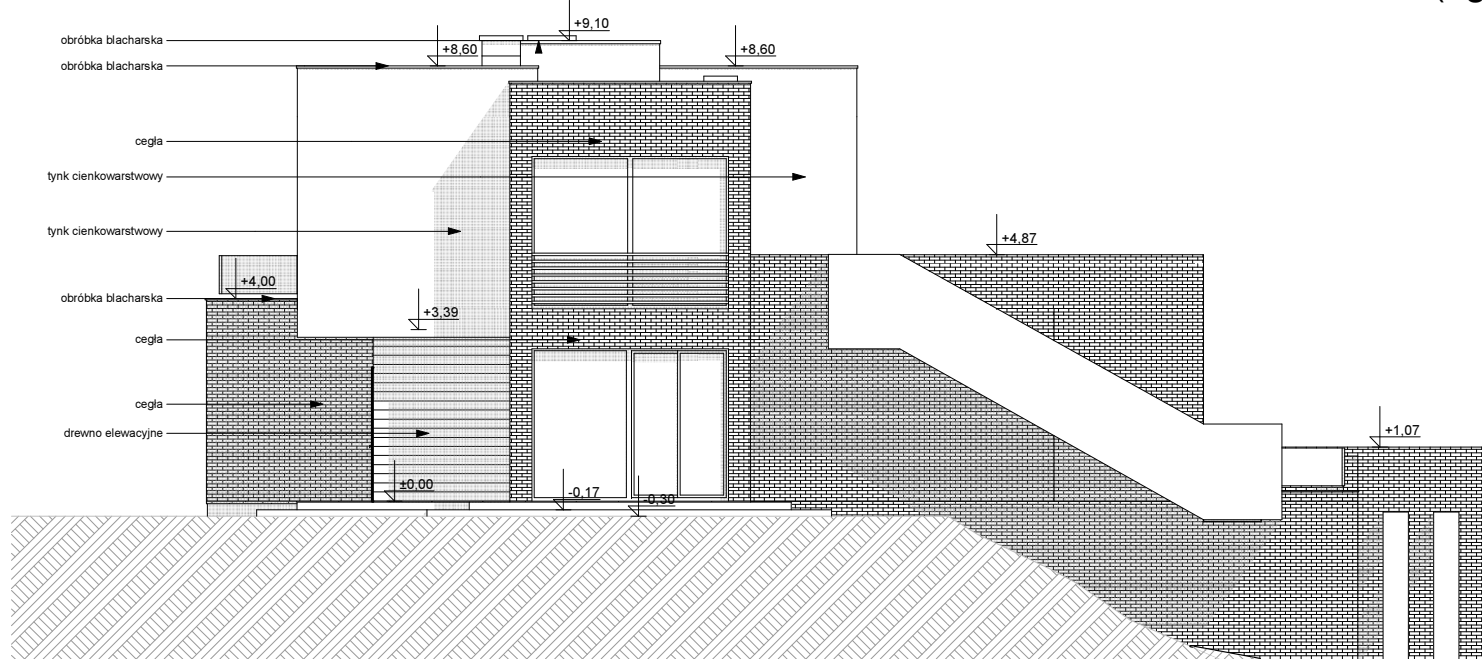 (g
+9,10
obróbka blacharska
+8,60
+8,60
obróbka blacharska
cegła
tynk cienkowarstwowy
tynk cienkowarstwowy
+4,87
+4,00
obróbka blacharska
+3,39
cegła
cegła
drewno elewacyjne
+1,07
±0,00
-0,17
-0,30